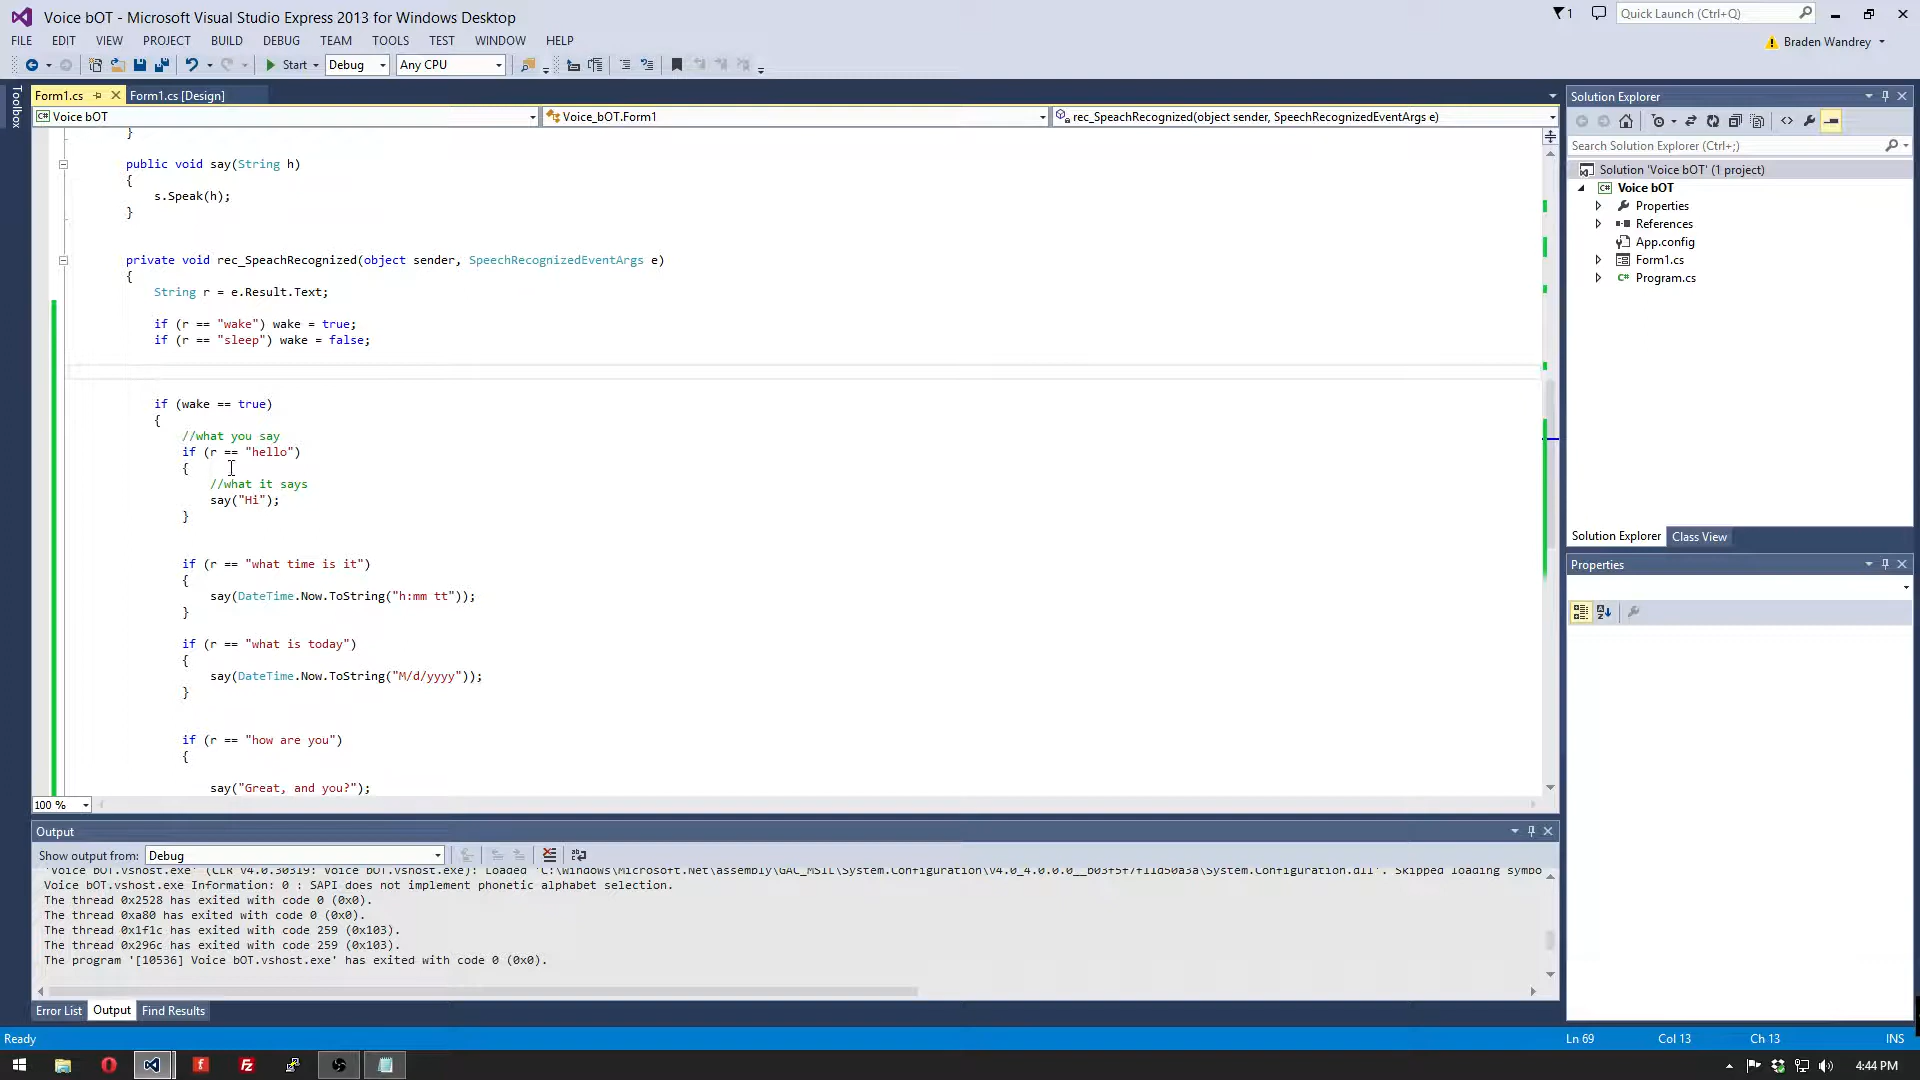 Voice bOT - Microsoft Visual Studio Express 2013 for Windows Desktop
1
Quick Launch (Ctrl+Q)
FILE EDIT VIEW PROJECT BUILD DEBUG TEAM TOOLS TEST WINDOW HELP
Braden Wandrey
Start Debug Any CPU
Toolbox
Form1.cs Form1.cs [Design]
Voice bOT Voice_bOT.Form1 rec_SpeachRecognized(object sender, SpeechRecognizedEventArgs e)
}
public void say(String h)
{
s.Speak(h);
}
private void rec_SpeachRecognized(object sender, SpeechRecognizedEventArgs e)
{
String r = e.Result.Text;
if (r == "wake") wake = true;
if (r == "sleep") wake = false;
if (wake == true)
{
//what you say
if (r == "hello")
{
//what it says
say("Hi");
}
if (r == "what time is it")
{
say(DateTime.Now.ToString("h:mm tt"));
}
if (r == "what is today")
{
say(DateTime.Now.ToString("M/d/yyyy"));
}
if (r == "how are you")
{
say("Great, and you?");
100 %
Solution Explorer
Search Solution Explorer (Ctrl+;)
Solution 'Voice bOT' (1 project)
Voice bOT
Properties
References
App.config
Form1.cs
Program.cs
Solution Explorer Class View
Properties
Output
Show output from: Debug
'Voice bOT.vshost.exe' (CLR v4.0.30319: Voice bOT.vshost.exe): Loaded 'C:\Windows\Microsoft.Net\assembly\GAC_MSIL\System.Configuration\v4.0_4.0.0.0__b03f5f7f11d50a3a\System.Configuration.dll'. Skipped loading symbo
Voice bOT.vshost.exe Information: 0 : SAPI does not implement phonetic alphabet selection.
The thread 0x2528 has exited with code 0 (0x0).
The thread 0xa80 has exited with code 0 (0x0).
The thread 0x1f1c has exited with code 259 (0x103).
The thread 0x296c has exited with code 259 (0x103).
The program '[10536] Voice bOT.vshost.exe' has exited with code 0 (0x0).
Error List Output Find Results
Ready Ln 69 Col 13 Ch 13 INS
4:44 PM